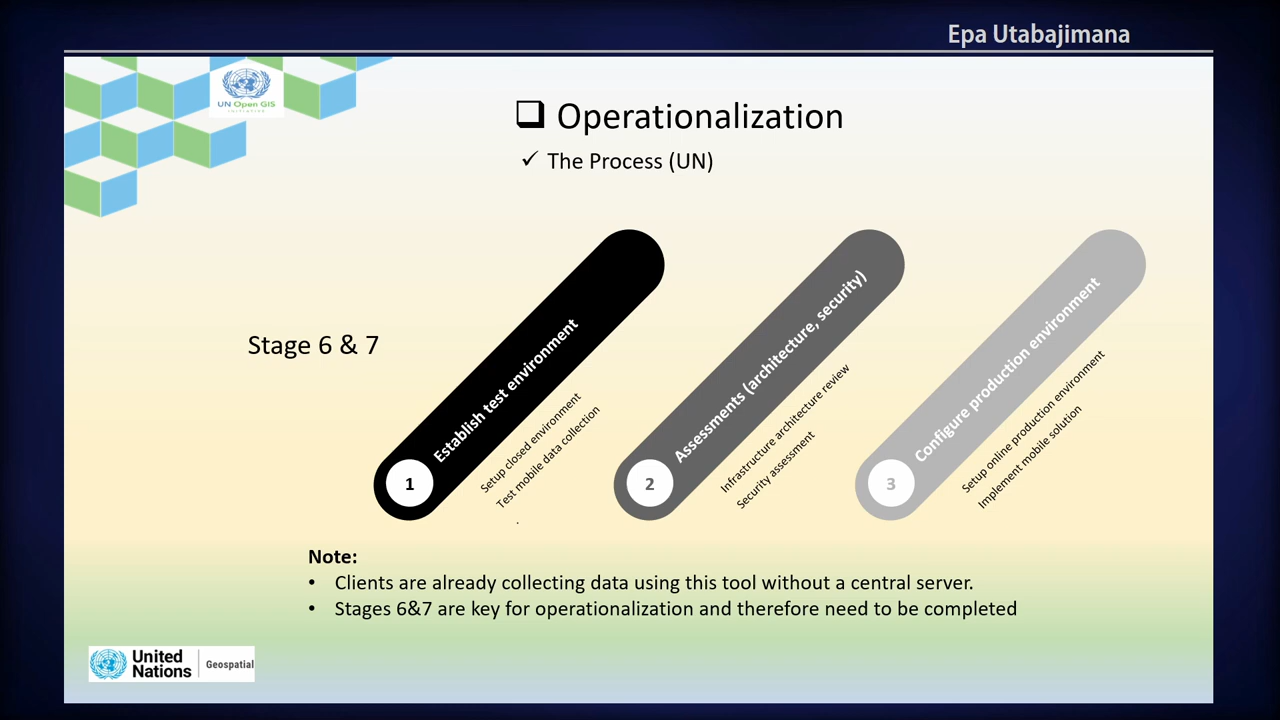 Epa Utabajimana
UN Open GIS
❑ Operationalization
✓ The Process (UN)
Stage 6 & 7
1
Establish test environment
Setup closed environment
Test mobile data collection
.
2
Assessments (architecture, security)
Infrastructure architecture review
Security assessment
3
Configure production environment
Setup online production environment
Implement mobile solution
Note:
• Clients are already collecting data using this tool without a central server.
• Stages 6&7 are key for operationalization and therefore need to be completed
United
Nations
Geospatial